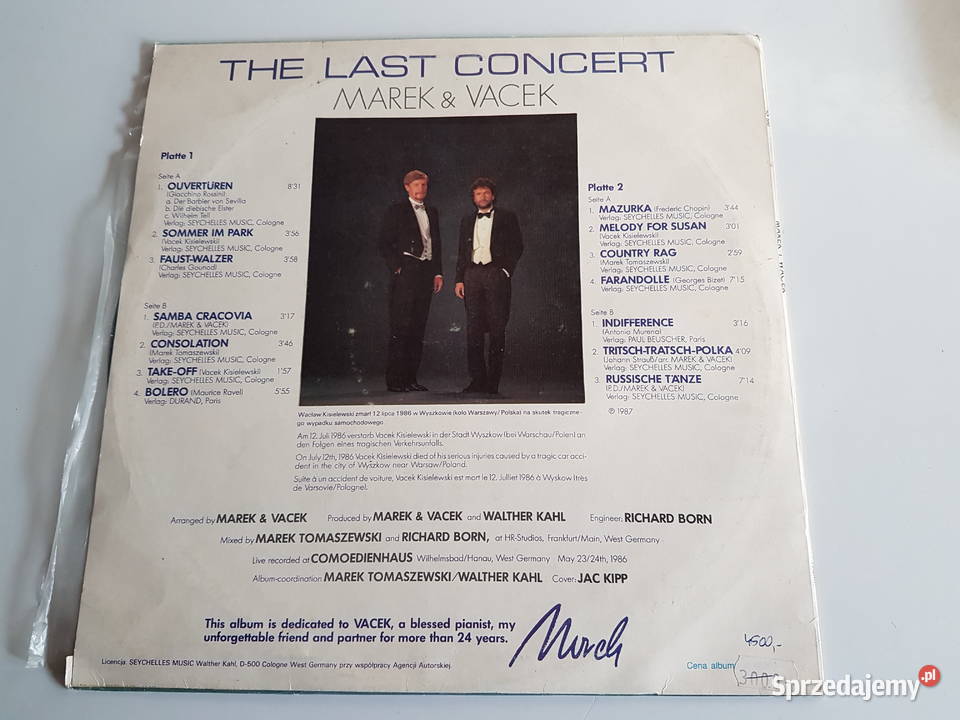 THE LAST CONCERT
MAREK & VACEK
Platte 1
Seite A
1. OUVERTÜREN 8'31
(Giacchino Rossini)
a. Der Barbier von Sevilla
b. Die diebische Elster
c. Wilhelm Tell
Verlag: SEYCHELLES MUSIC, Cologne
2. SOMMER IM PARK 3'56
(Vacek Kisielewski)
Verlag: SEYCHELLES MUSIC, Cologne
3. FAUST-WALZER 3'58
(Charles Gounod)
Verlag: SEYCHELLES MUSIC, Cologne
Seite B
1. SAMBA CRACOVIA 3'17
(P.D./MAREK & VACEK)
Verlag: SEYCHELLES MUSIC, Cologne
2. CONSOLATION 3'46
(Marek Tomaszewski)
Verlag: SEYCHELLES MUSIC, Cologne
3. TAKE-OFF (Vacek Kisielewski) 1'57
Verlag: SEYCHELLES MUSIC, Cologne
4. BOLERO (Maurice Ravel) 5'55
Verlag: DURAND, Paris
Platte 2
Seite A
1. MAZURKA (Frederic Chopin) 3'44
Verlag: SEYCHELLES MUSIC, Cologne
2. MELODY FOR SUSAN 3'01
(Vacek Kisielewski)
Verlag: SEYCHELLES MUSIC, Cologne
3. COUNTRY RAG 2'59
(Marek Tomaszewski)
Verlag: SEYCHELLES MUSIC, Cologne
4. FARANDOLLE (Georges Bizet) 7'15
Verlag: SEYCHELLES MUSIC, Cologne
Seite B
1. INDIFFERENCE 3'16
(Antonio Murena)
Verlag: PAUL BEUSCHER, Paris
2. TRITSCH-TRATSCH-POLKA 4'09
(Johann Strauß/arr. MAREK & VACEK)
Verlag: SEYCHELLES MUSIC, Cologne
3. RUSSISCHE TÄNZE 7'14
(P.D./MAREK & VACEK)
Verlag: SEYCHELLES MUSIC, Cologne
℗ 1987
Wacław Kisielewski zmarł 12 lipca 1986 w Wyszkowie (koło Warszawy/Polska) na skutek tragiczne-
go wypadku samochodowego
Am 12. Juli 1986 verstarb Vacek Kisielewski in der Stadt Wyszkow (bei Warschau/Polen) an
den Folgen eines tragischen Verkehrsunfalls.
On July 12th, 1986 Vacek Kisielewski died of his serious injuries caused by a tragic car acci-
dent in the city of Wyszkow near Warsaw/Poland.
Suite à un accident de voiture, Vacek Kisielewski est mort le 12. Julliet 1986 à Wyskow (très
de Varsovie/Pologne).
Arranged by MAREK & VACEK Produced by MAREK & VACEK and WALTHER KAHL Engineer: RICHARD BORN
Mixed by MAREK TOMASZEWSKI and RICHARD BORN, at HR-Studios, Frankfurt/Main, West Germany
Live recorded at COMOEDIENHAUS Wilhelmsbad/Hanau, West Germany May 23/24th, 1986
Album-coordination MAREK TOMASZEWSKI/WALTHER KAHL Cover: JAC KIPP
This album is dedicated to VACEK, a blessed pianist, my
unforgettable friend and partner for more than 24 years.
Licencja: SEYCHELLES MUSIC Walther Kahl, D-500 Cologne West Germany przy współpracy Agencji Autorskiej.
4500,-
Cena album
Sprzedajemy.pl